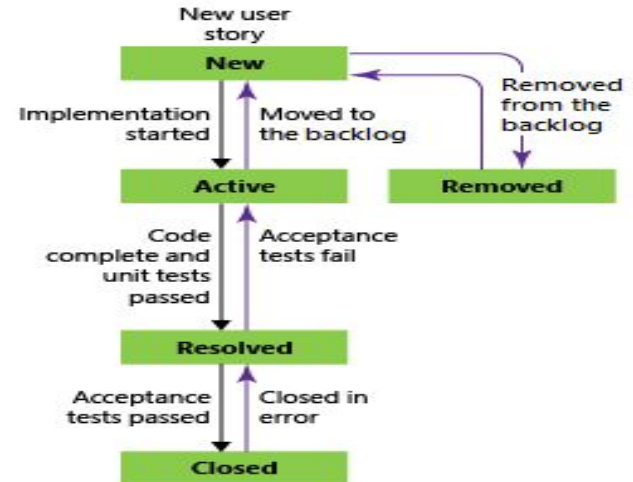 New user
story
New
Implementation
started
Moved to
the backlog
Removed
from the
backlog
Active
Removed
Code
complete and
unit tests
passed
Acceptance
tests fail
Resolved
Acceptance
tests passed
Closed in
error
Closed